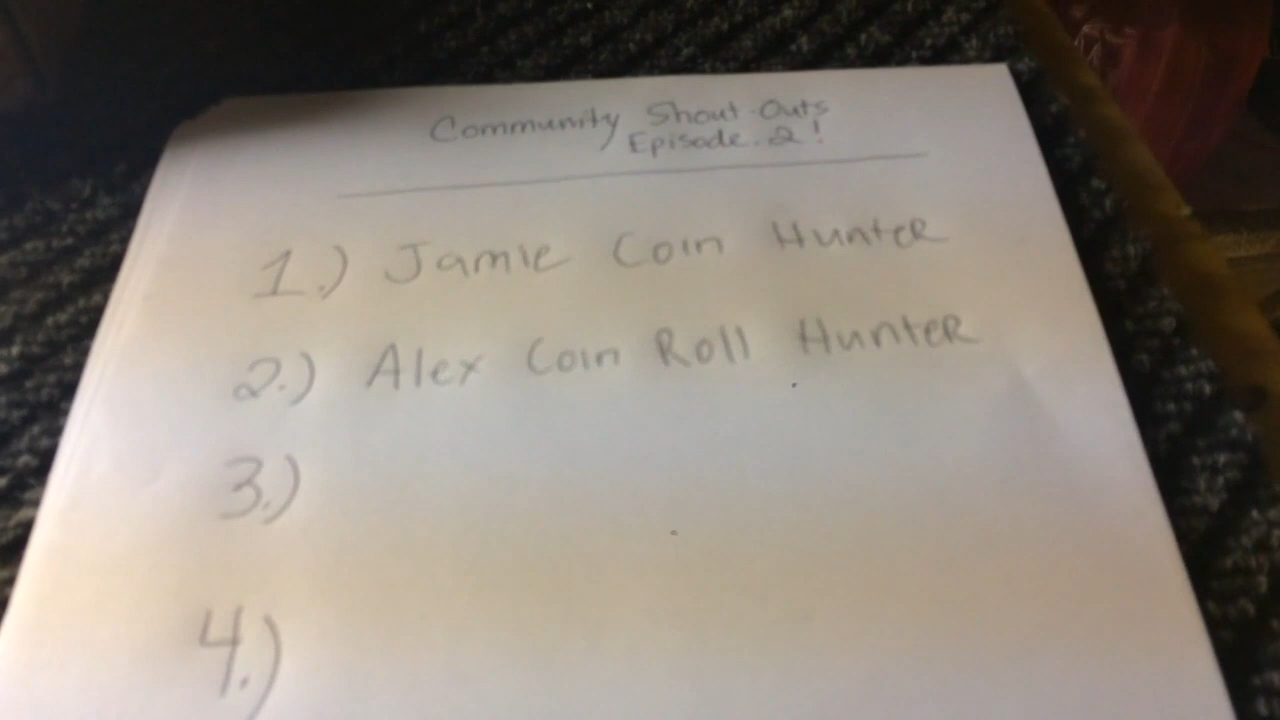 Community Shout-Outs
Episode.2!
1.) Jamie Coin Hunter
2.) Alex Coin Roll Hunter
3.)
4.)